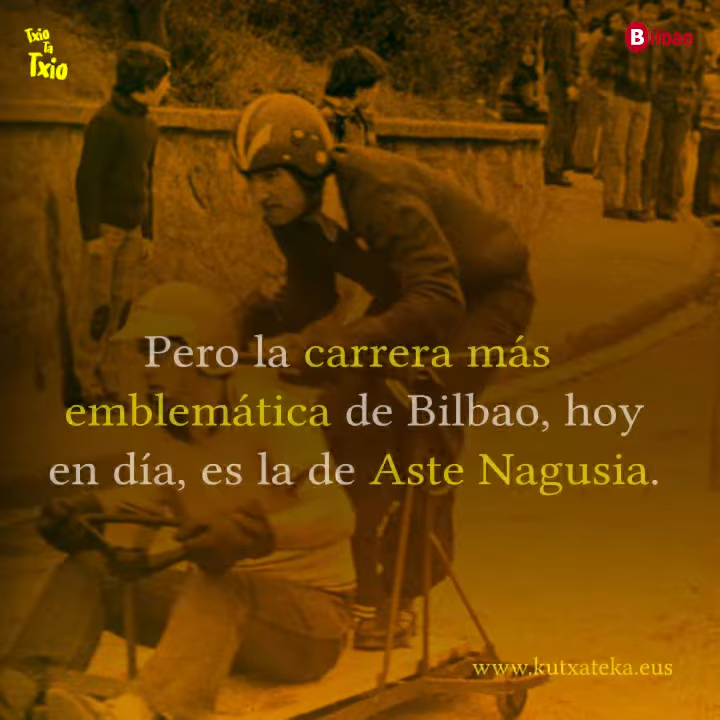 Txio
Ta
Txio
Bilbao
Pero la carrera más
emblemática de Bilbao, hoy
en día, es la de Aste Nagusia.
www.kutxateka.eus